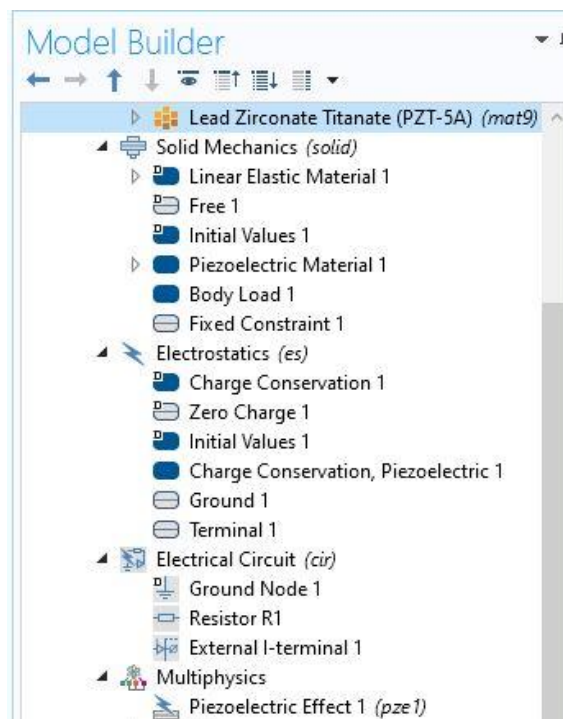 Model Builder
Lead Zirconate Titanate (PZT-5A) (mat9)
Solid Mechanics (solid)
D Linear Elastic Material 1
D Free 1
D Initial Values 1
Piezoelectric Material 1
Body Load 1
Fixed Constraint 1
Electrostatics (es)
D Charge Conservation 1
D Zero Charge 1
D Initial Values 1
Charge Conservation, Piezoelectric 1
Ground 1
Terminal 1
Electrical Circuit (cir)
D Ground Node 1
Resistor R1
External I-terminal 1
Multiphysics
Piezoelectric Effect 1 (pze1)